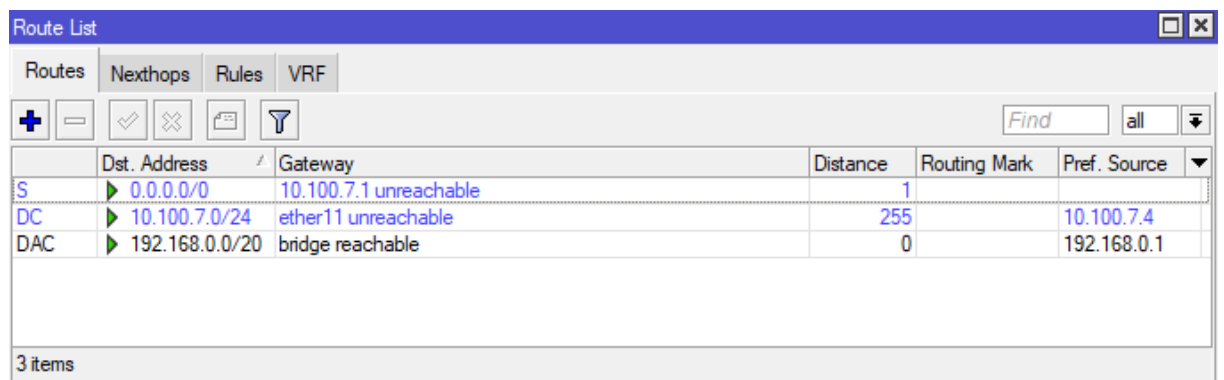 Route List
Routes Nexthops Rules VRF
Find all
Dst. Address Gateway Distance Routing Mark Pref. Source
S 0.0.0.0/0 10.100.7.1 unreachable 1
DC 10.100.7.0/24 ether11 unreachable 255 10.100.7.4
DAC 192.168.0.0/20 bridge reachable 0 192.168.0.1
3 items